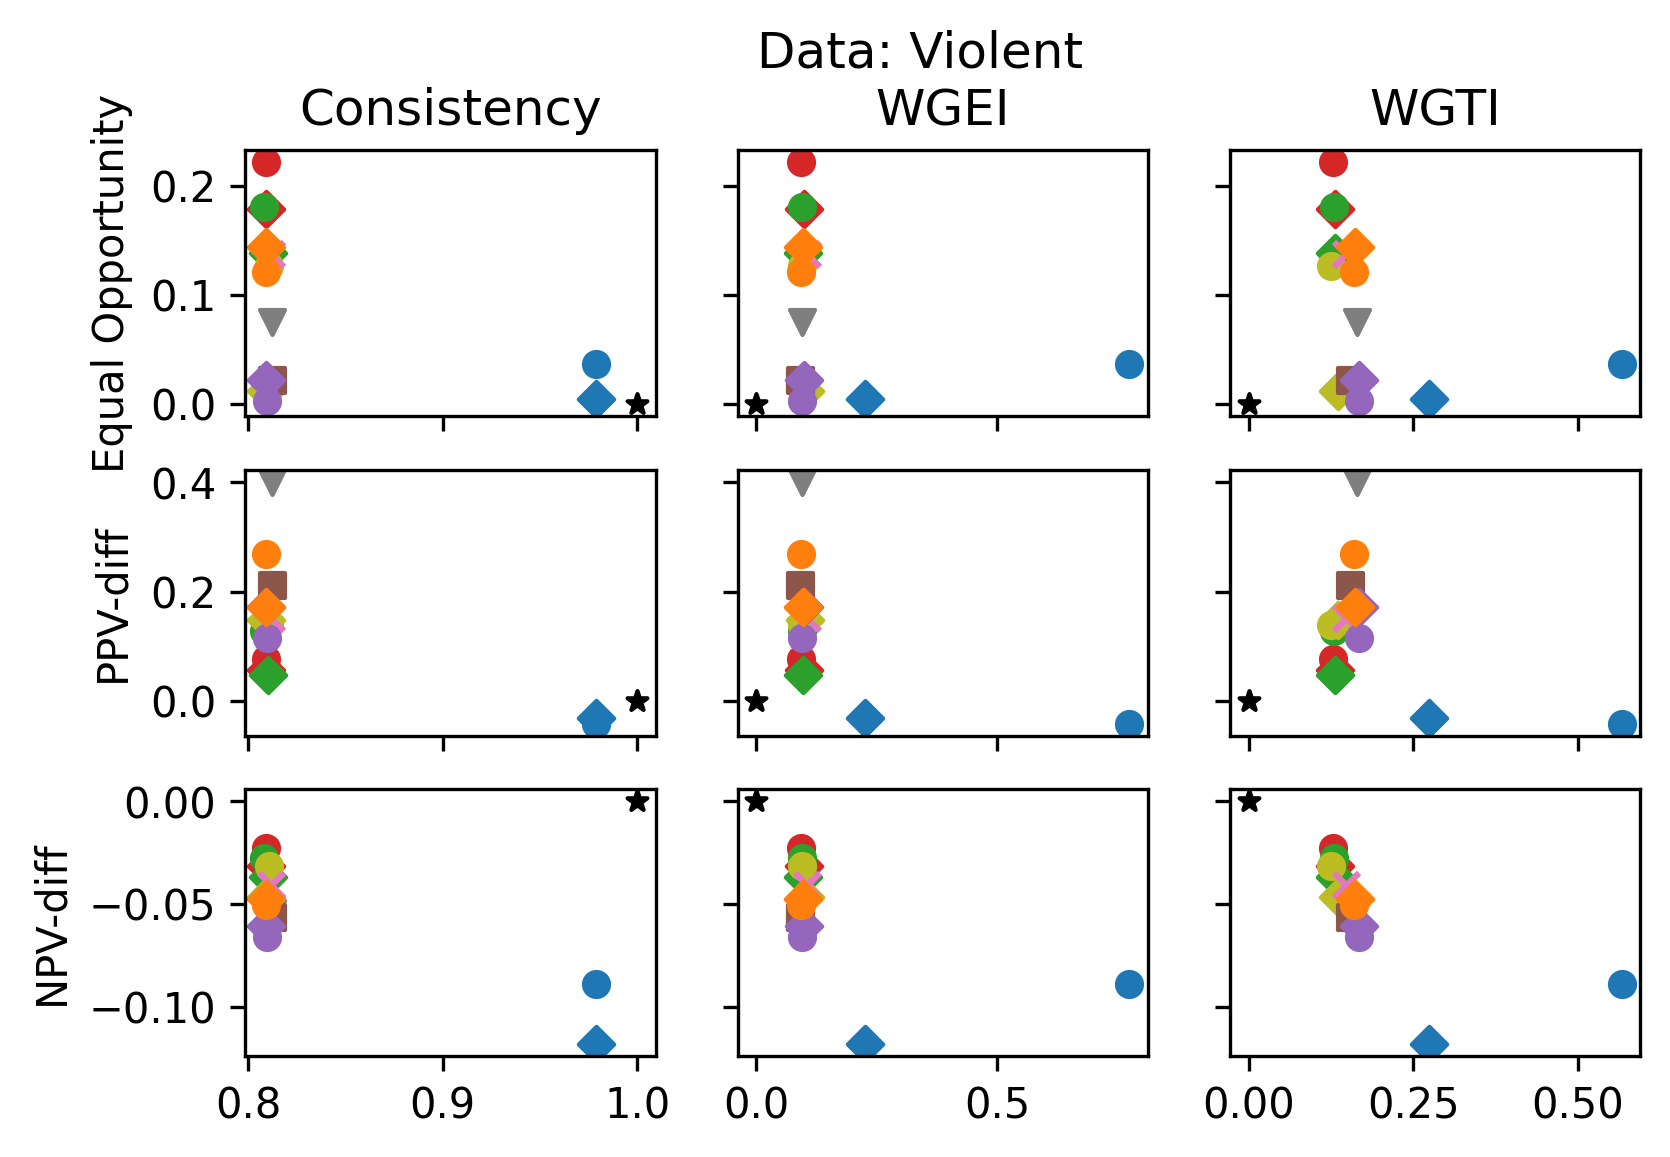 Data: Violent
Consistency
WGEI
WGTI
Equal Opportunity
0.2
0.1
0.0
PPV-diff
0.4
0.2
0.0
NPV-diff
0.00
−0.05
−0.10
0.8 0.9 1.0
0.0 0.5
0.00 0.25 0.50